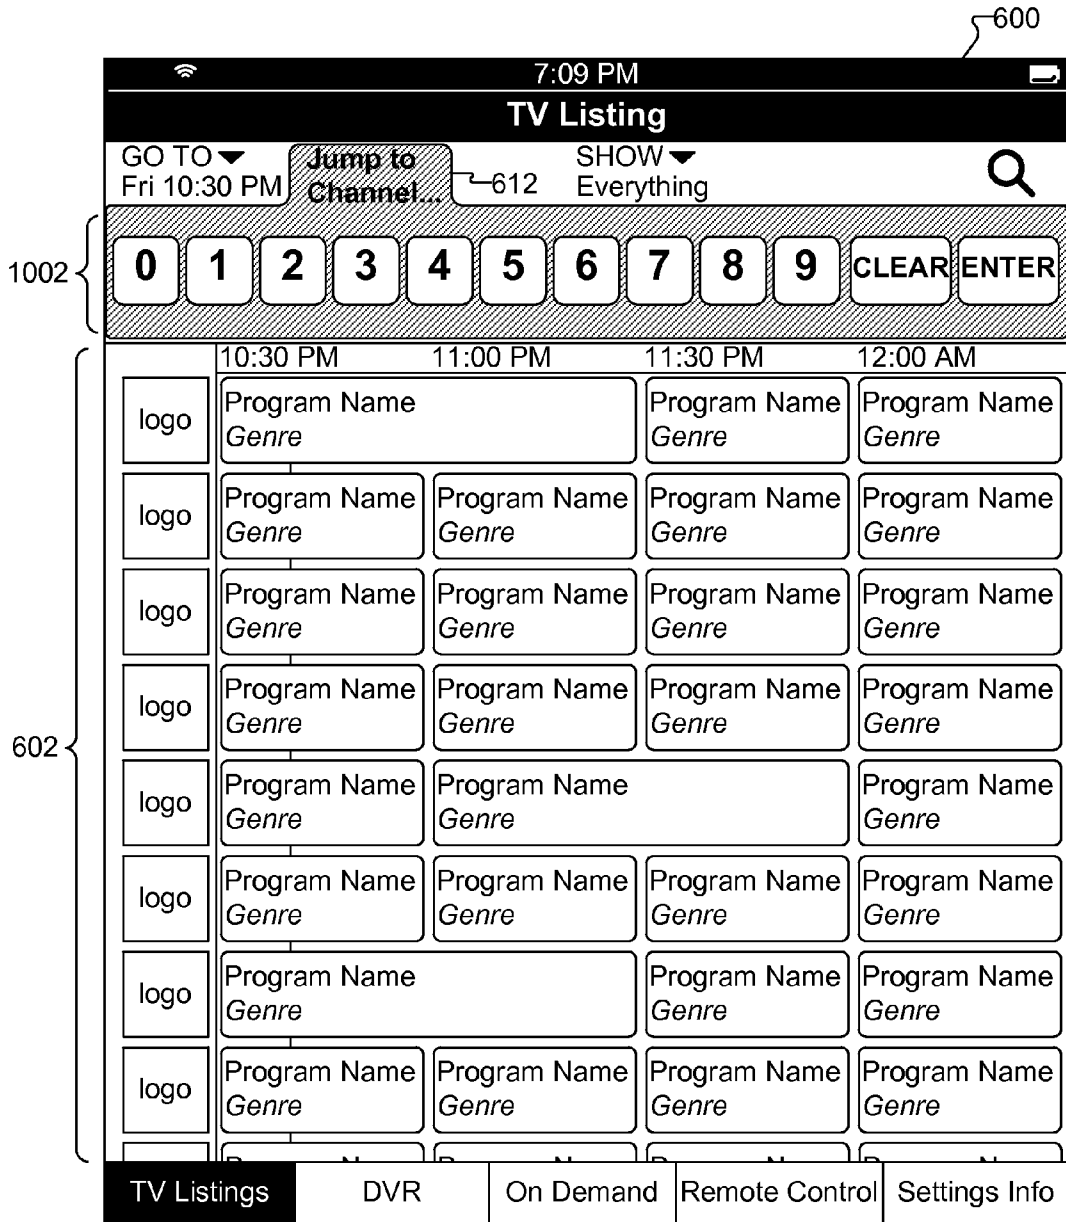 600
7:09 PM
TV Listing
GO TO
Fri 10:30 PM
Jump to
Channel...
612
SHOW
Everything
1002
0 1 2 3 4 5 6 7 8 9 CLEAR ENTER
10:30 PM 11:00 PM 11:30 PM 12:00 AM
logo
Program Name Program Name Program Name
Genre Genre Genre
logo
Program Name Program Name Program Name Program Name
Genre Genre Genre Genre
logo
Program Name Program Name Program Name Program Name
Genre Genre Genre Genre
logo
Program Name Program Name Program Name Program Name
Genre Genre Genre Genre
602
logo
Program Name Program Name Program Name
Genre Genre Genre
logo
Program Name Program Name Program Name Program Name
Genre Genre Genre Genre
logo
Program Name Program Name Program Name
Genre Genre Genre
logo
Program Name Program Name Program Name Program Name
Genre Genre Genre Genre
TV Listings DVR On Demand Remote Control Settings Info